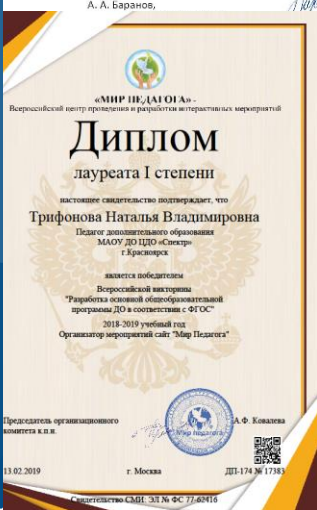 А. А. Баранов,
«МИР ПЕДАГОГА» -
Всероссийский центр проведения и разработки интерактивных мероприятий
Диплом
лауреата I степени
настоящее свидетельство подтверждает, что
Трифонова Наталья Владимировна
Педагог дополнительного образования
МАОУ ДО ЦДО «Спектр»
г.Красноярск
является победителем
Всероссийской викторины
"Разработка основной общеобразовательной
программы ДО в соответствии с ФГОС"
2018-2019 учебный год
Организатор мероприятий сайт "Мир Педагога"
Председатель организационного
комитета к.п.н.
А.Ф. Ковалева
Мир педагога
13.02.2019
г. Москва
ДП-174 № 17383
Свидетельство СМИ: ЭЛ № ФС 77-62416